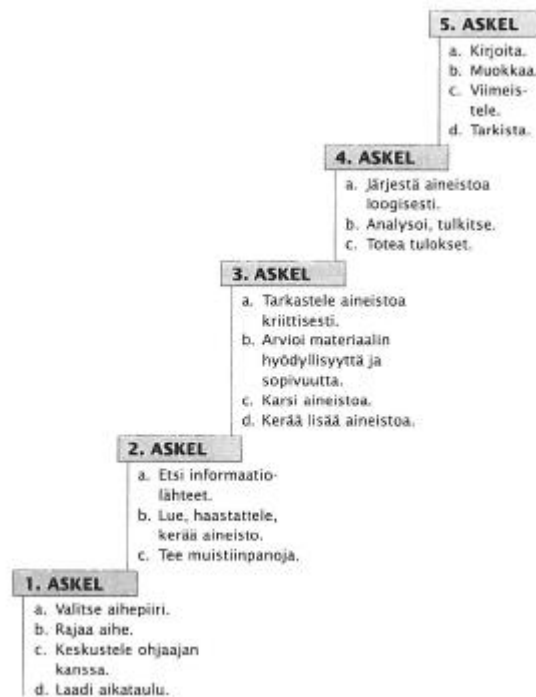 5. ASKEL
a. Kirjoita.
b. Muokkaa.
c. Viimeis-
tele.
d. Tarkista.
4. ASKEL
a. Järjestä aineistoa
loogisesti.
b. Analysoi, tulkitse.
c. Totea tulokset.
3. ASKEL
a. Tarkastele aineistoa
kriittisesti.
b. Arvioi materiaalin
hyödyllisyyttä ja
sopivuutta.
c. Karsi aineistoa.
d. Kerää lisää aineistoa.
2. ASKEL
a. Etsi informaatio-
lähteet.
b. Lue, haastattele,
kerää aineisto.
c. Tee muistiinpanoja.
1. ASKEL
a. Valitse aihepiiri.
b. Rajaa aihe.
c. Keskustele ohjaajan
kanssa.
d. Laadi aikataulu.